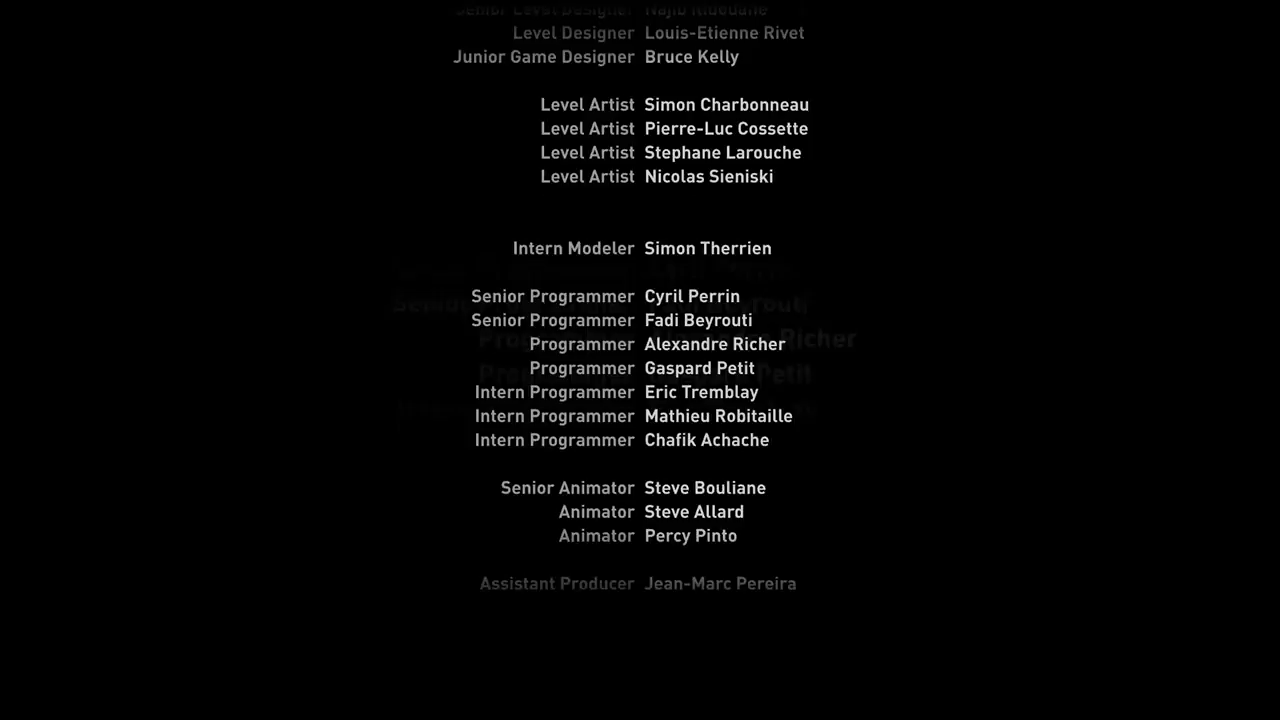 Senior Level Designer
Level Designer Louis-Etienne Rivet
Junior Game Designer Bruce Kelly
Level Artist Simon Charbonneau
Level Artist Pierre-Luc Cossette
Level Artist Stephane Larouche
Level Artist Nicolas Sieniski
Intern Modeler Simon Therrien
Senior Programmer Cyril Perrin
Senior Programmer Fadi Beyrouti
Programmer Alexandre Richer
Programmer Gaspard Petit
Intern Programmer Eric Tremblay
Intern Programmer Mathieu Robitaille
Intern Programmer Chafik Achache
Senior Animator Steve Bouliane
Animator Steve Allard
Animator Percy Pinto
Assistant Producer Jean-Marc Pereira